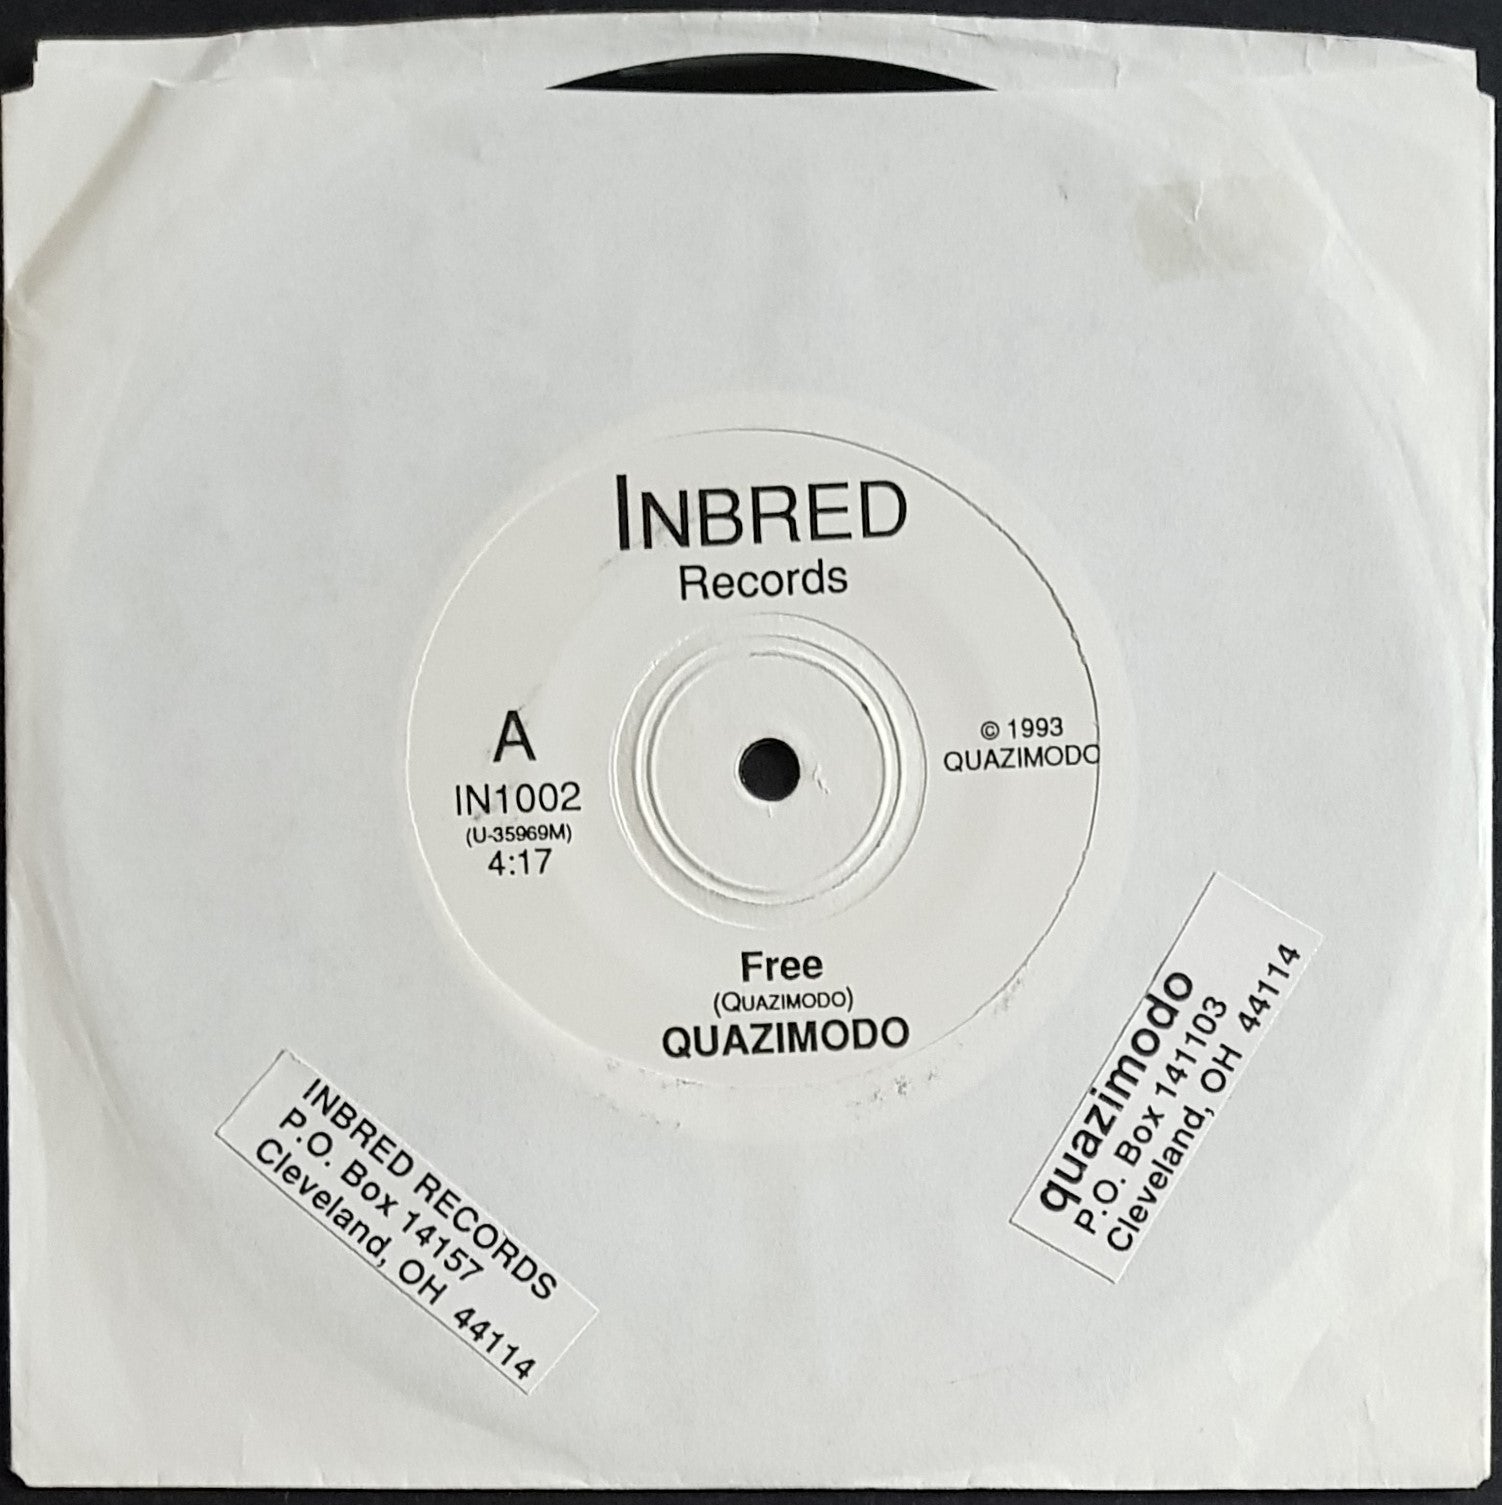 INBRED
Records
A
IN1002
(U-35969M)
4:17
© 1993
QUAZIMODO
Free
(QUAZIMODO)
QUAZIMODO
INBRED RECORDS
P.O. Box 14157
Cleveland, OH 44114
quazimodo
P.O. Box 141103
Cleveland, OH 44114